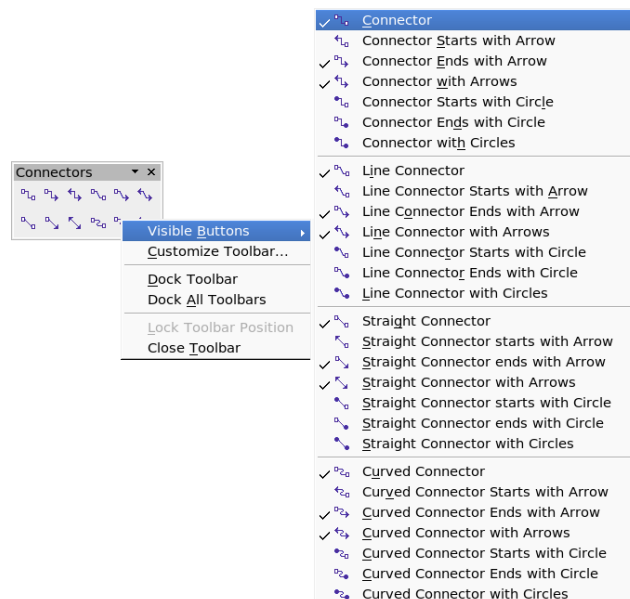 Connectors
Visible Buttons
Customize Toolbar...
Dock Toolbar
Dock All Toolbars
Lock Toolbar Position
Close Toolbar
Connector
Connector Starts with Arrow
Connector Ends with Arrow
Connector with Arrows
Connector Starts with Circle
Connector Ends with Circle
Connector with Circles
Line Connector
Line Connector Starts with Arrow
Line Connector Ends with Arrow
Line Connector with Arrows
Line Connector Starts with Circle
Line Connector Ends with Circle
Line Connector with Circles
Straight Connector
Straight Connector starts with Arrow
Straight Connector ends with Arrow
Straight Connector with Arrows
Straight Connector starts with Circle
Straight Connector ends with Circle
Straight Connector with Circles
Curved Connector
Curved Connector Starts with Arrow
Curved Connector Ends with Arrow
Curved Connector with Arrows
Curved Connector Starts with Circle
Curved Connector Ends with Circle
Curved Connector with Circles